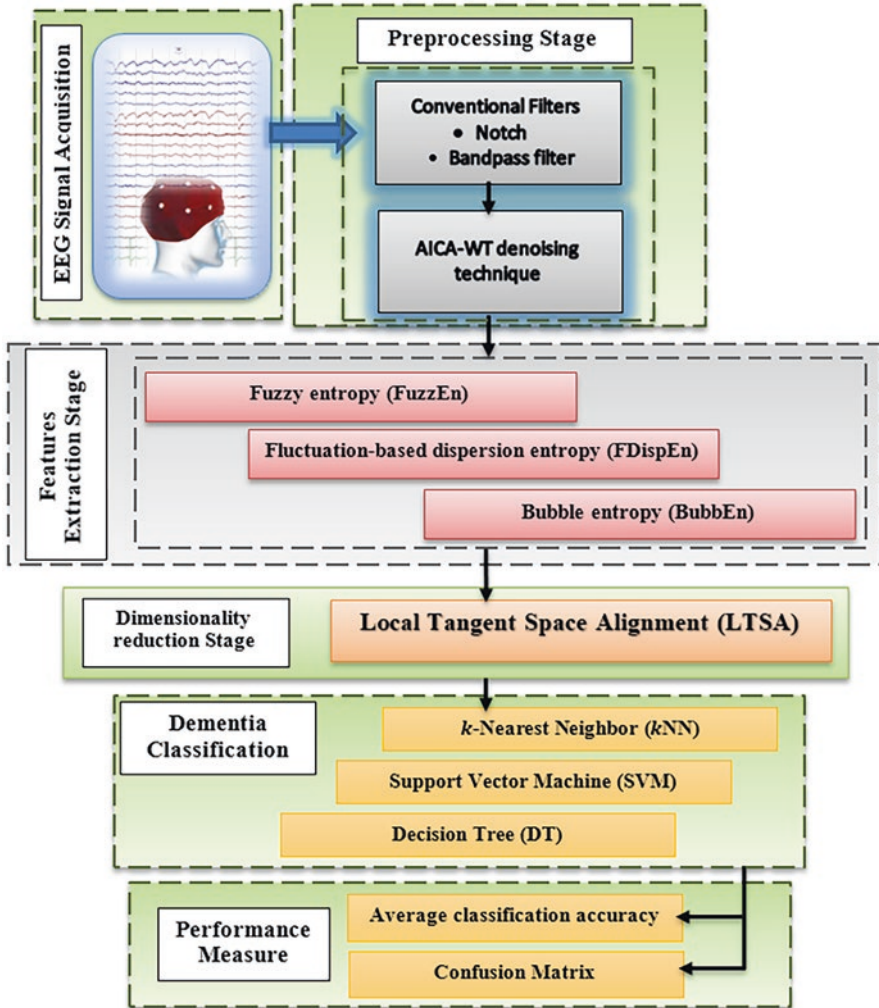 EEG Signal Acquisition
Preprocessing Stage
Conventional Filters
• Notch
• Bandpass filter
AICA-WT denoising
technique
Features
Extraction Stage
Fuzzy entropy (FuzzEn)
Fluctuation-based dispersion entropy (FDispEn)
Bubble entropy (BubbEn)
Dimensionality
reduction Stage
Local Tangent Space Alignment (LTSA)
Dementia
Classification
k-Nearest Neighbor (kNN)
Support Vector Machine (SVM)
Decision Tree (DT)
Performance
Measure
Average classification accuracy
Confusion Matrix